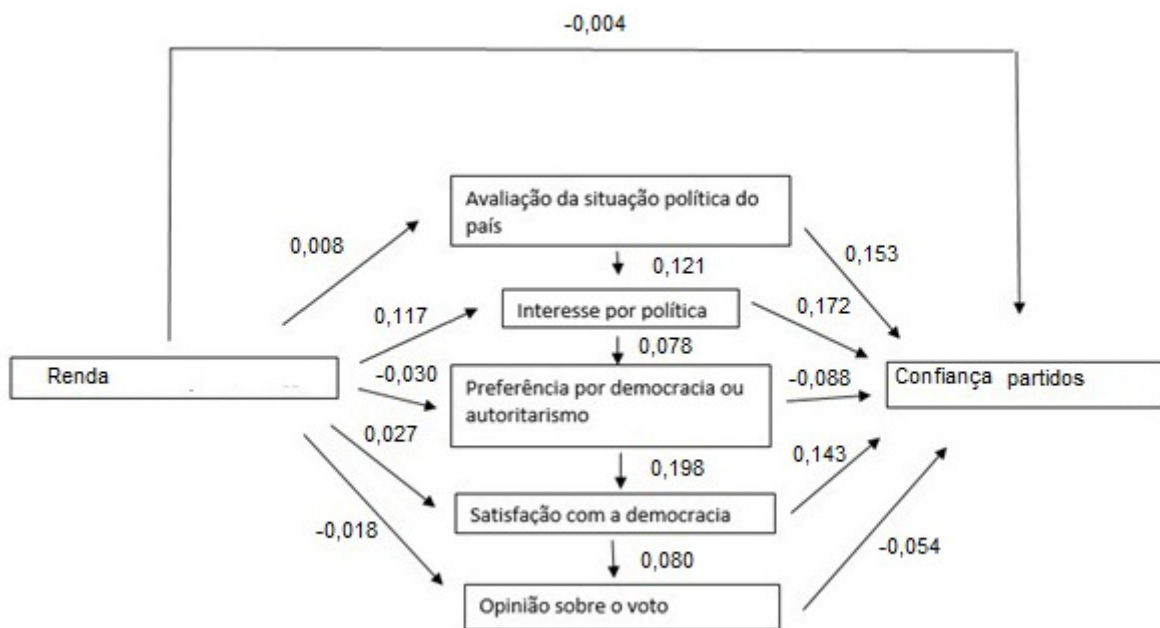 -0,004
Avaliação da situação política do
país
0,008
0,153
0,121
0,117
Interesse por política
0,172
0,078
Renda
-0,030
Preferência por democracia ou
autoritarismo
-0,088
Confiança partidos
0,027
0,198
0,143
Satisfação com a democracia
-0,018
0,080
-0,054
Opinião sobre o voto